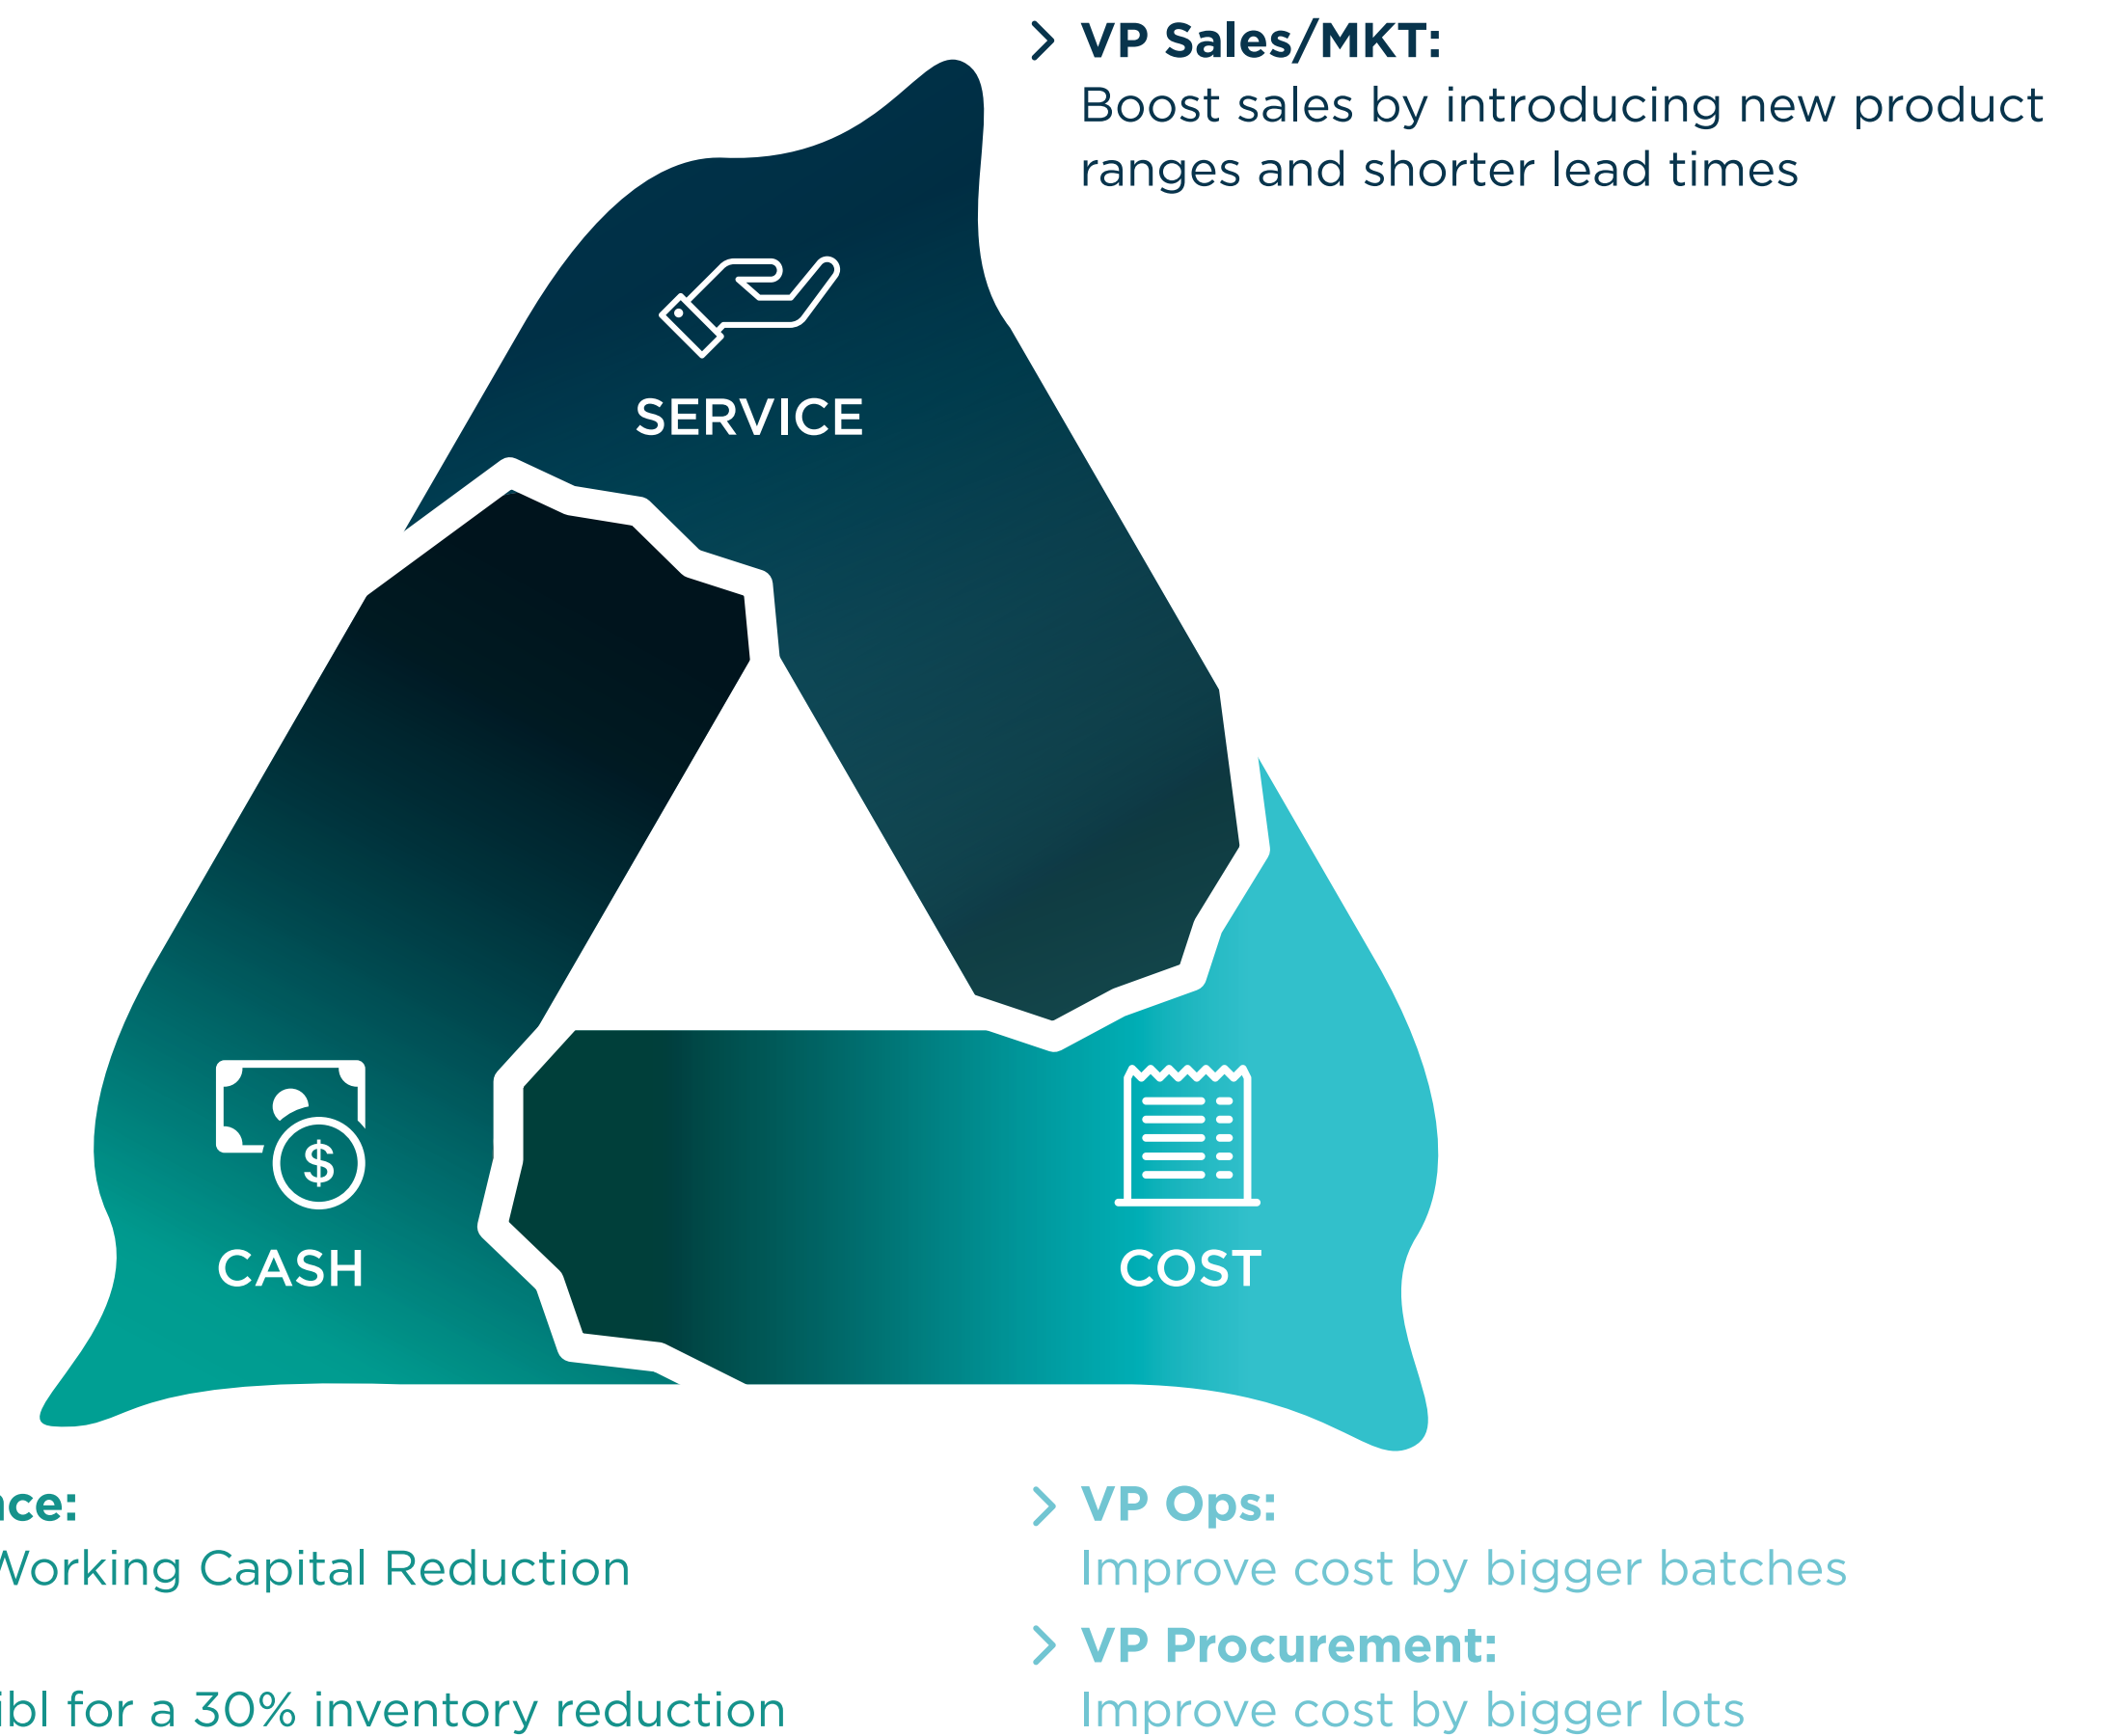 VP Sales/MKT:
Boost sales by introducing new product
ranges and shorter lead times
SERVICE
CASH
COST
Working Capital Reduction
for a 30% inventory reduction
VP Ops:
Improve cost by bigger batches
VP Procurement:
Improve cost by bigger lots